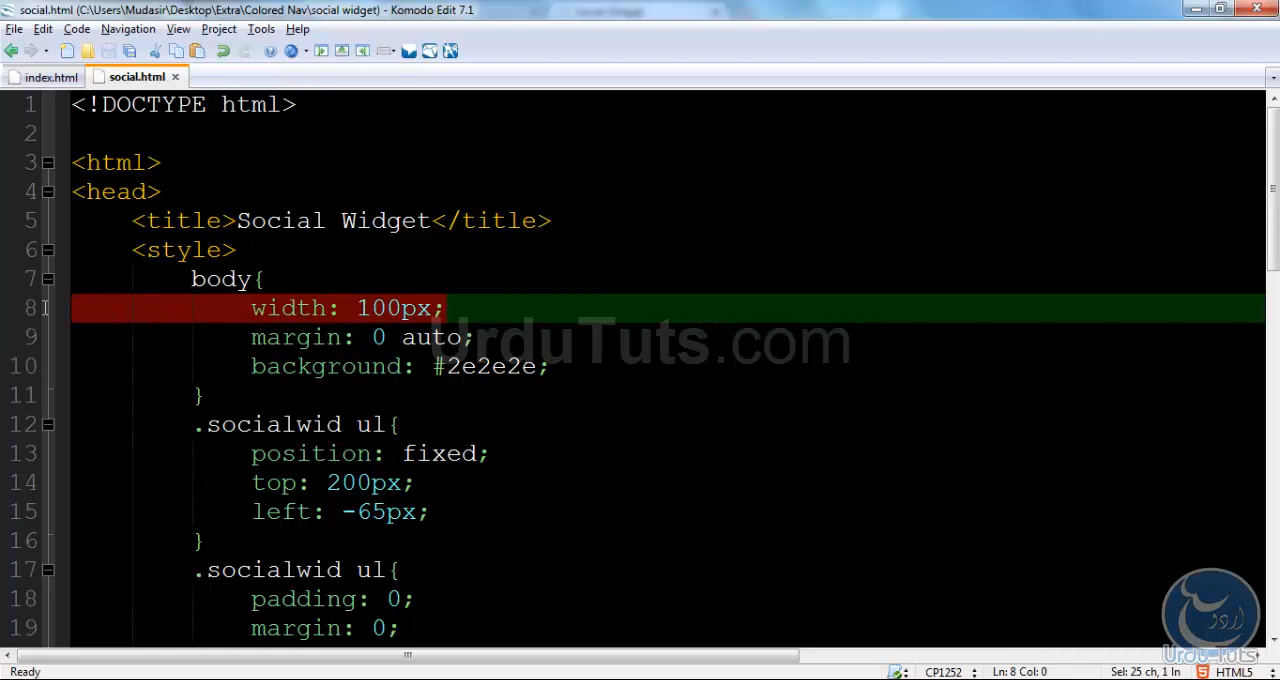 social.html (C:\Users\Mudasir\Desktop\Extra\Colored Nav\social widget) - Komodo Edit 7.1
File Edit Code Navigation View Project Tools Help
index.html social.html
1 <!DOCTYPE html>
2
3 <html>
4 <head>
5 <title>Social Widget</title>
6 <style>
7 body{
8 width: 100px;
9 margin: 0 auto;
UrduTuts.com
10 background: #2e2e2e;
11 }
12 .socialwid ul{
13 position: fixed;
14 top: 200px;
15 left: -65px;
16 }
17 .socialwid ul{
18 padding: 0;
19 margin: 0;
اردو
Urdu Tuts
Ready CP1252 Ln: 8 Col: 0 Sel: 25 ch, 1 ln HTML5